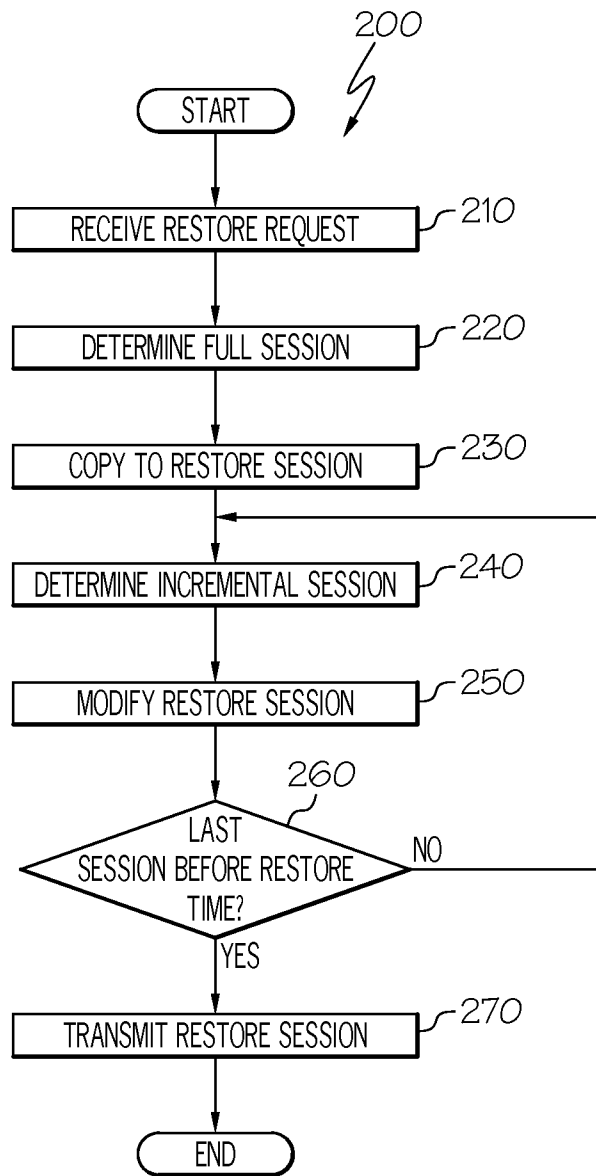 200
START
RECEIVE RESTORE REQUEST
210
DETERMINE FULL SESSION
220
COPY TO RESTORE SESSION
230
DETERMINE INCREMENTAL SESSION
240
MODIFY RESTORE SESSION
250
260
LAST
SESSION BEFORE RESTORE
TIME?
NO
YES
TRANSMIT RESTORE SESSION
270
END